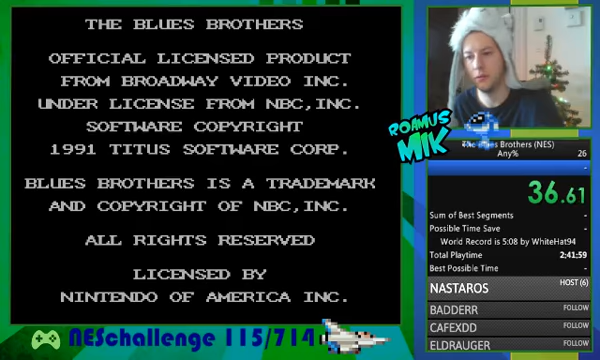 THE BLUES BROTHERS
OFFICIAL LICENSED PRODUCT
FROM BROADWAY VIDEO INC.
UNDER LICENSE FROM NBC,INC.
SOFTWARE COPYRIGHT
1991 TITUS SOFTWARE CORP.
BLUES BROTHERS IS A TRADEMARK
AND COPYRIGHT OF NBC,INC.
ALL RIGHTS RESERVED
LICENSED BY
NINTENDO OF AMERICA INC.
NESchallenge 115/714
ROAMUS
MIK
The Blues Brothers (NES)
Any% 26
-
36.61
Sum of Best Segments -
Possible Time Save -
World Record is 5:08 by WhiteHat94
Total Playtime 2:41:59
Best Possible Time -
NASTAROS HOST (6)
BADDERR FOLLOW
CAFEXDD FOLLOW
ELDRAUGER FOLLOW